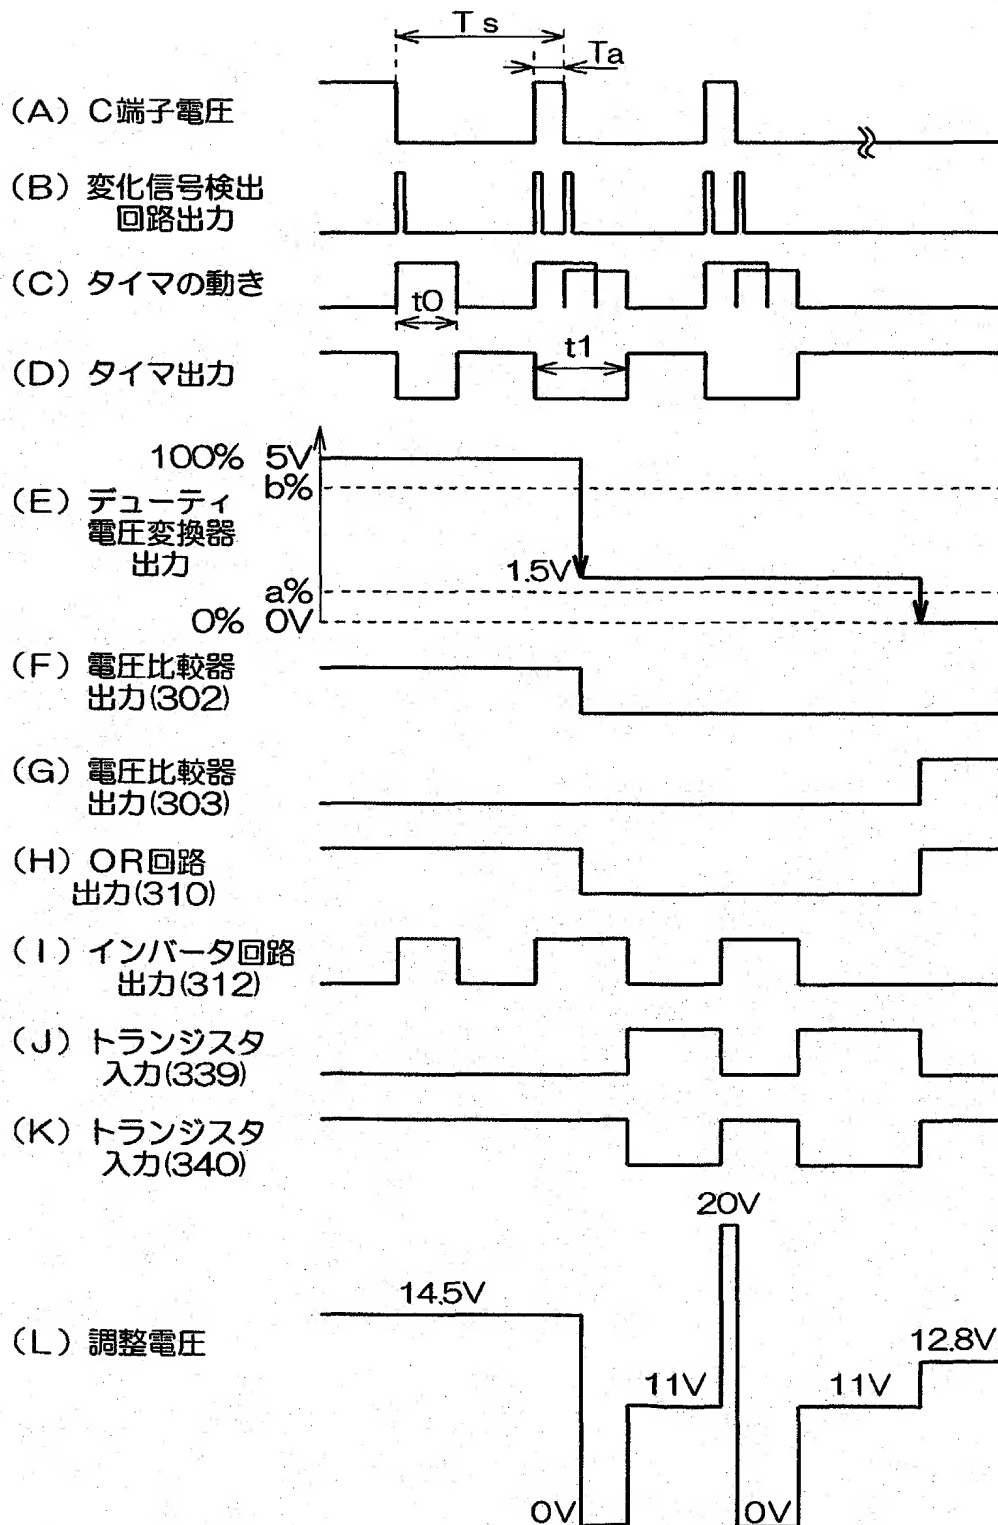 Ts
Ta
(A) C端子電圧
(B) 変化信号検出
回路出力
(C) タイマの動き
t0
t1
(D) タイマ出力
100% 5V
b%
(E) デューティ
電圧変換器
出力
1.5V
a%
0% 0V
(F) 電圧比較器
出力(302)
(G) 電圧比較器
出力(303)
(H) OR回路
出力(310)
(I) インバータ回路
出力(312)
(J) トランジスタ
入力(339)
(K) トランジスタ
入力(340)
20V
14.5V
(L) 調整電圧
12.8V
11V
11V
0V
0V